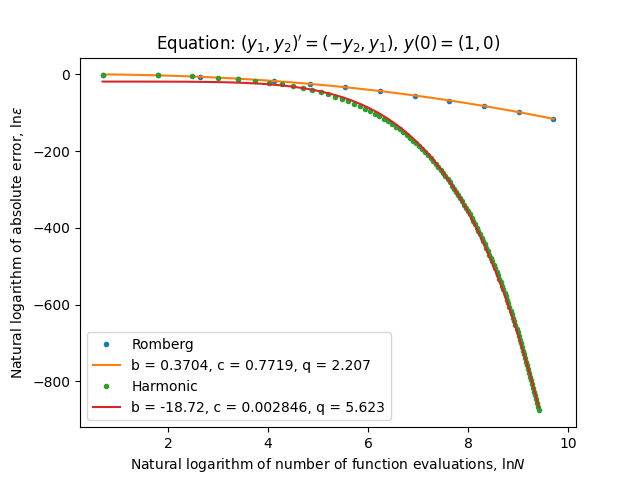 Equation: (y₁, y₂)′ = (−y₂, y₁), y(0) = (1, 0)
Natural logarithm of absolute error, lnε
0
−200
−400
−600
−800
Romberg
b = 0.3704, c = 0.7719, q = 2.207
Harmonic
b = -18.72, c = 0.002846, q = 5.623
2 4 6 8 10
Natural logarithm of number of function evaluations, lnN